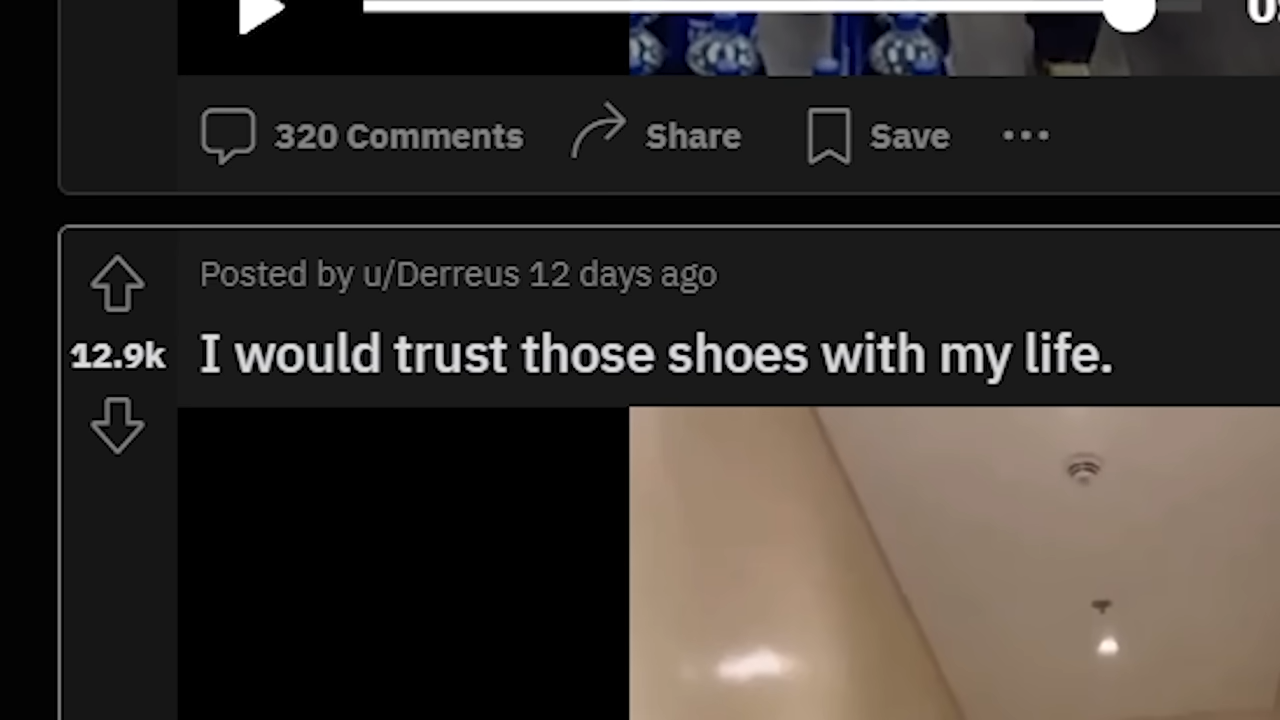 320 Comments Share Save
Posted by u/Derreus 12 days ago
12.9k I would trust those shoes with my life.